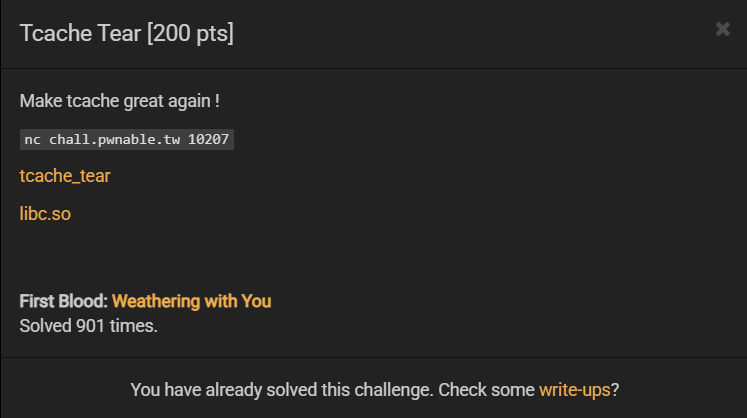 Tcache Tear [200 pts]
×
Make tcache great again !
nc chall.pwnable.tw 10207
tcache_tear
libc.so
First Blood: Weathering with You
Solved 901 times.
You have already solved this challenge. Check some write-ups?